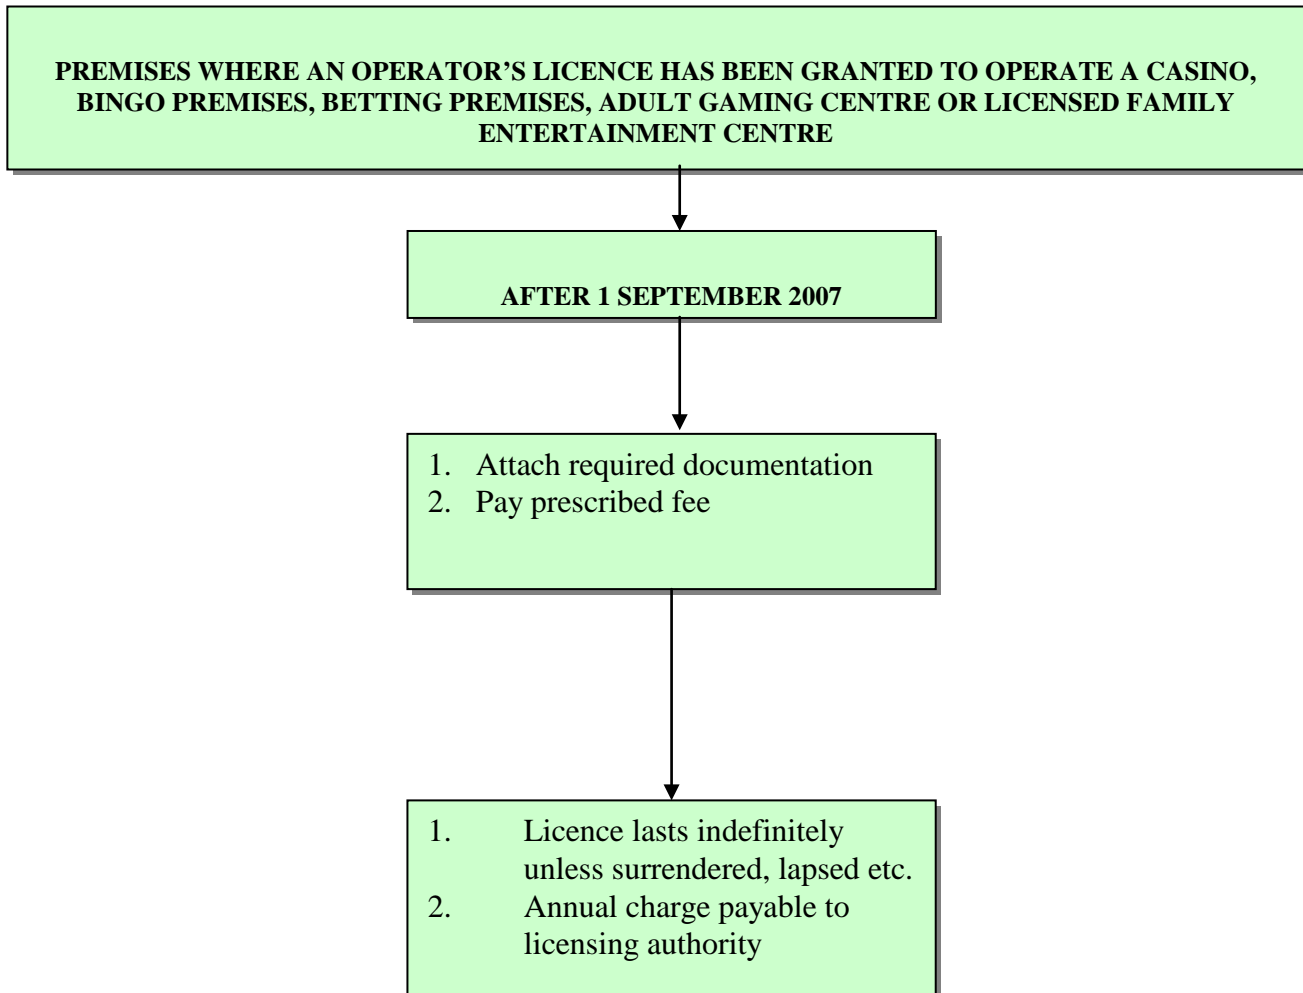 PREMISES WHERE AN OPERATOR’S LICENCE HAS BEEN GRANTED TO OPERATE A CASINO,
BINGO PREMISES, BETTING PREMISES, ADULT GAMING CENTRE OR LICENSED FAMILY
ENTERTAINMENT CENTRE
AFTER 1 SEPTEMBER 2007
1. Attach required documentation
2. Pay prescribed fee
1. Licence lasts indefinitely
unless surrendered, lapsed etc.
2. Annual charge payable to
licensing authority